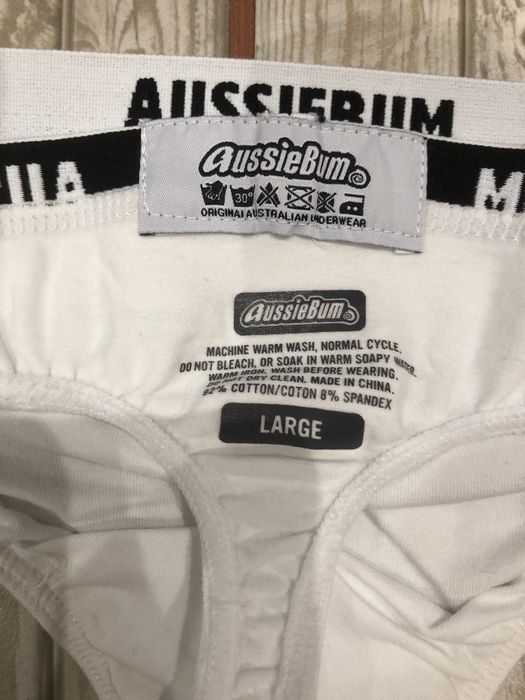 AUSSIEBUM
aussieBum
30°
ORIGINAL AUSTRALIAN UNDERWEAR
aussieBum
MACHINE WARM WASH, NORMAL CYCLE.
DO NOT BLEACH, OR SOAK IN WARM SOAPY WATER.
WARM IRON. WASH BEFORE WEARING.
DO NOT DRY CLEAN. MADE IN CHINA.
92% COTTON/COTON 8% SPANDEX
LARGE